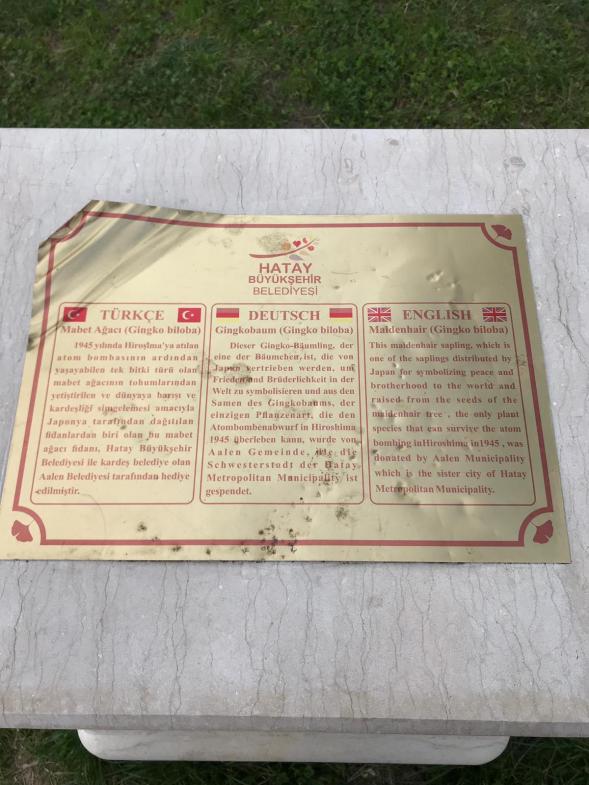 HATAY
BÜYÜKŞEHİR
BELEDİYESİ
TÜRKÇE
Mabet Ağacı (Gingko biloba)
1945 yılında Hiroşima'ya atılan
atom bombasının ardından
yaşayabilen tek bitki türü olan
mabet ağacının tohumlarından
yetiştirilen ve dünyaya barışı ve
kardeşliği simgelemesi amacıyla
Japonya tarafından dağıtılan
fidanlardan biri olan bu mabet
ağacı fidanı, Hatay Büyükşehir
Belediyesi ile kardeş belediye olan
Aalen Belediyesi tarafından hediye
edilmiştir.
DEUTSCH
Gingkobaum (Gingko biloba)
Dieser Gingko-Bäumling, der
eine der Bäumchen ist, die von
Japan vertrieben werden, um
Frieden und Brüderlichkeit in der
Welt zu symbolisieren und aus den
Samen des Gingkobaums, der
einzigen Pflanzenart, die den
Atombombenabwurf in Hiroshima
1945 überleben kann, wurde von
Aalen Gemeinde, die die
Schwesterstadt der Hatay
Metropolitan Municipality ist
gespendet.
ENGLISH
Maidenhair (Gingko biloba)
This maidenhair sapling, which is
one of the saplings distributed by
Japan for symbolizing peace and
brotherhood to the world and
raised from the seeds of the
maidenhair tree , the only plant
species that can survive the atom
bombing inHiroshima in1945 , was
donated by Aalen Municipality
which is the sister city of Hatay
Metropolitan Municipality.